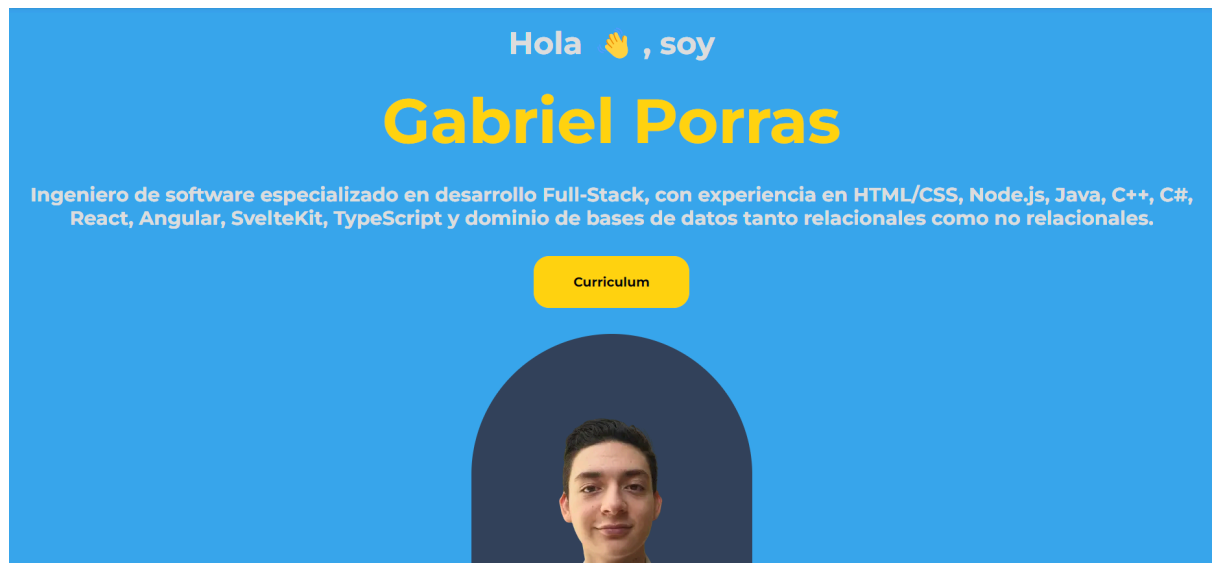 Hola 👋 , soy
Gabriel Porras
Ingeniero de software especializado en desarrollo Full-Stack, con experiencia en HTML/CSS, Node.js, Java, C++, C#,
React, Angular, SvelteKit, TypeScript y dominio de bases de datos tanto relacionales como no relacionales.
Curriculum